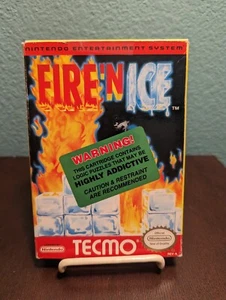 NINTENDO ENTERTAINMENT SYSTEM
FIRE 'N ICE
TM
WARNING!
THIS CARTRIDGE CONTAINS
LOGIC PUZZLES THAT MAY BE
HIGHLY ADDICTIVE
CAUTION & RESTRAINT
ARE RECOMMENDED
Nintendo
TECMO